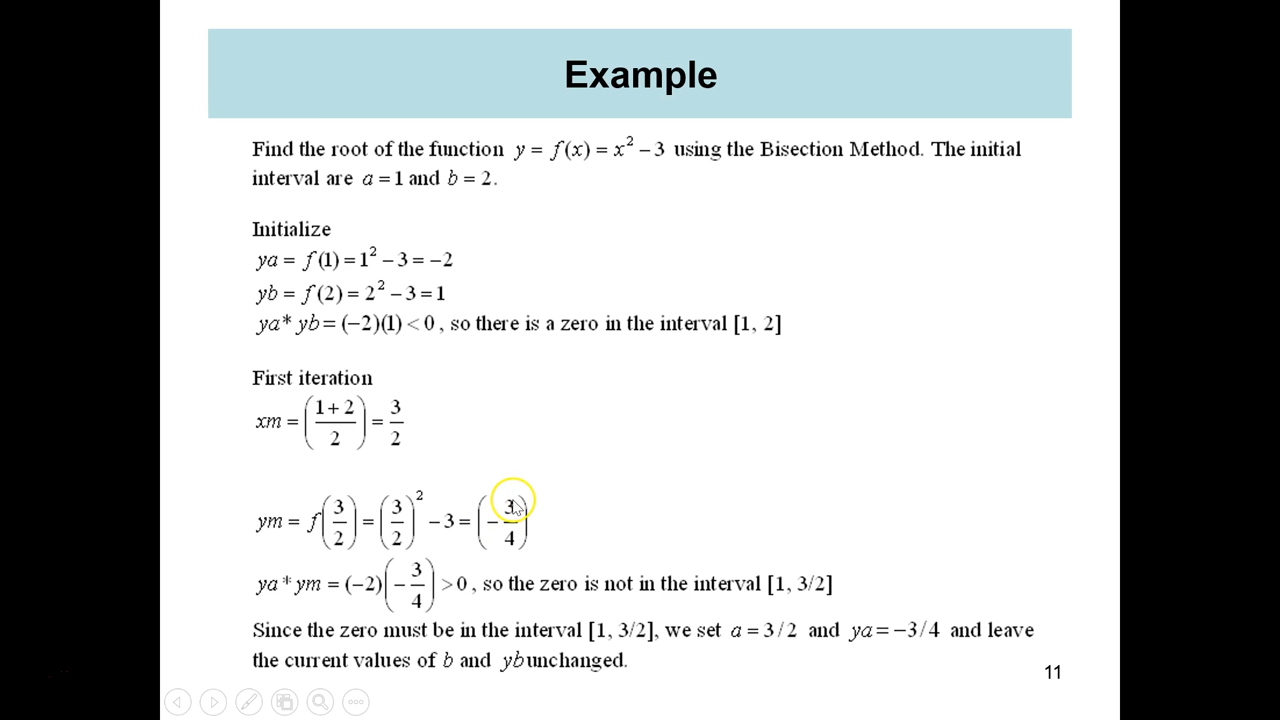 Example
Find the root of the function y = f(x) = x² − 3 using the Bisection Method. The initial
interval are a = 1 and b = 2.
Initialize
ya = f(1) = 1² − 3 = −2
yb = f(2) = 2² − 3 = 1
ya * yb = (−2)(1) < 0, so there is a zero in the interval [1, 2]
First iteration
xm = ((1 + 2)/2) = 3/2
ym = f(3/2) = (3/2)² − 3 = (−3/4)
ya * ym = (−2)(−3/4) > 0, so the zero is not in the interval [1, 3/2]
Since the zero must be in the interval [1, 3/2], we set a = 3/2 and ya = −3/4 and leave
the current values of b and yb unchanged.
11